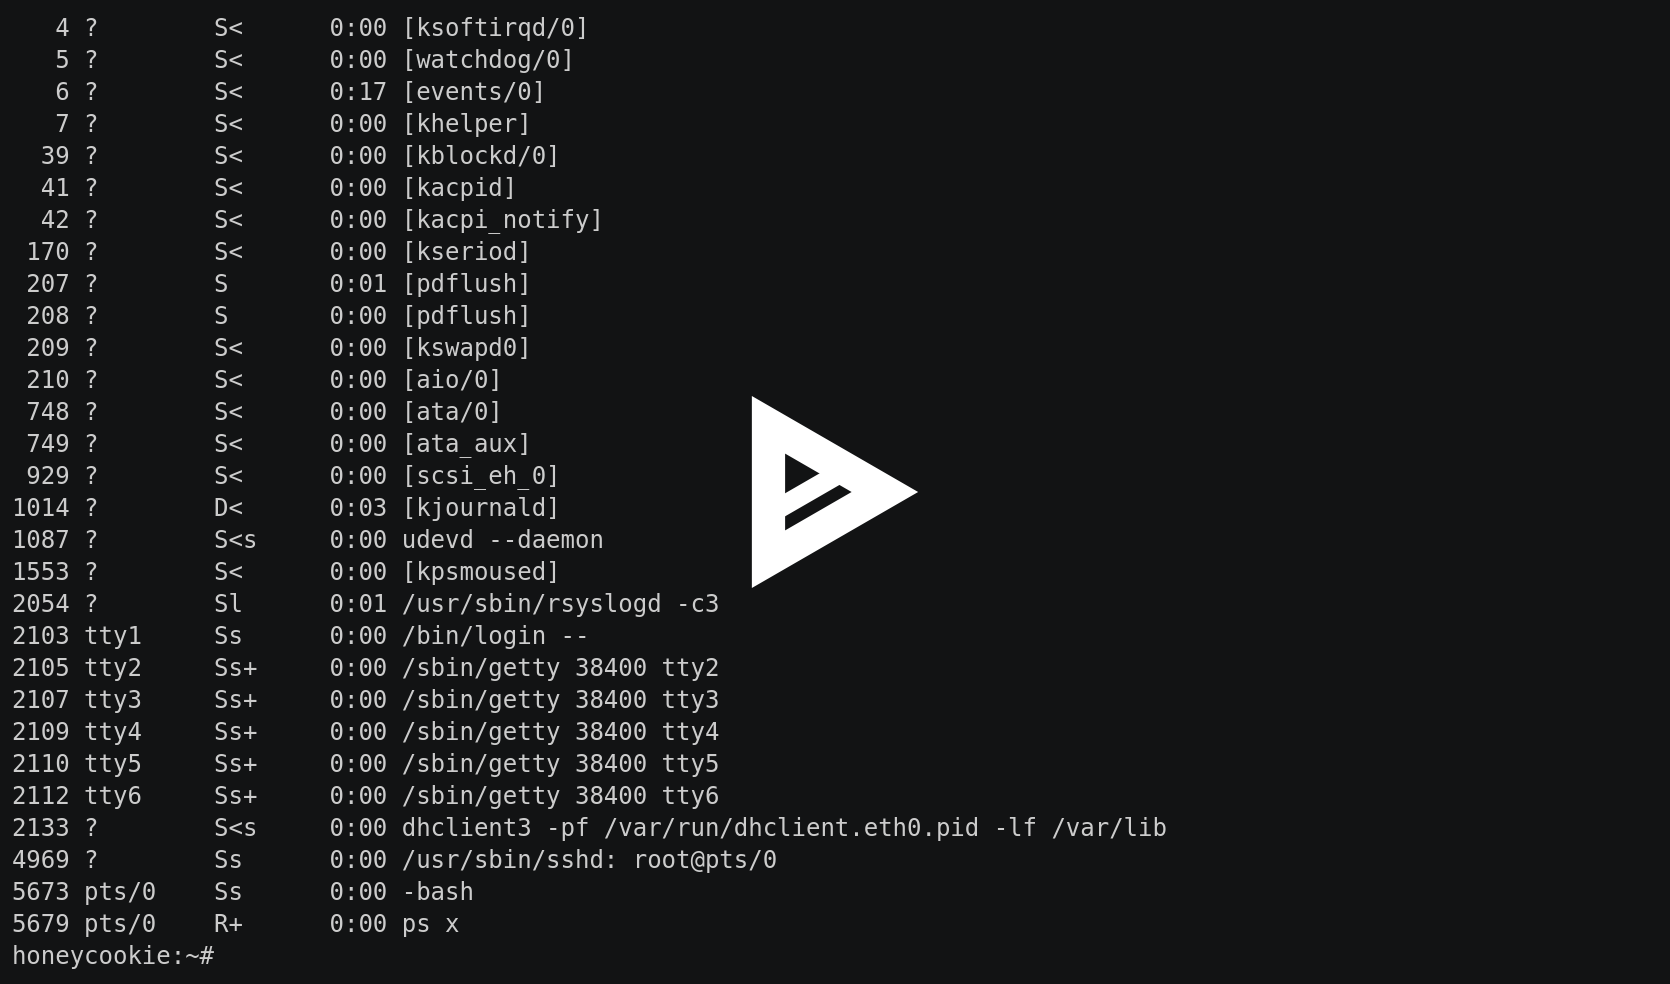 4 ? S< 0:00 [ksoftirqd/0]
5 ? S< 0:00 [watchdog/0]
6 ? S< 0:17 [events/0]
7 ? S< 0:00 [khelper]
39 ? S< 0:00 [kblockd/0]
41 ? S< 0:00 [kacpid]
42 ? S< 0:00 [kacpi_notify]
170 ? S< 0:00 [kseriod]
207 ? S 0:01 [pdflush]
208 ? S 0:00 [pdflush]
209 ? S< 0:00 [kswapd0]
210 ? S< 0:00 [aio/0]
748 ? S< 0:00 [ata/0]
749 ? S< 0:00 [ata_aux]
929 ? S< 0:00 [scsi_eh_0]
1014 ? D< 0:03 [kjournald]
1087 ? S<s 0:00 udevd --daemon
1553 ? S< 0:00 [kpsmoused]
2054 ? Sl 0:01 /usr/sbin/rsyslogd -c3
2103 tty1 Ss 0:00 /bin/login --
2105 tty2 Ss+ 0:00 /sbin/getty 38400 tty2
2107 tty3 Ss+ 0:00 /sbin/getty 38400 tty3
2109 tty4 Ss+ 0:00 /sbin/getty 38400 tty4
2110 tty5 Ss+ 0:00 /sbin/getty 38400 tty5
2112 tty6 Ss+ 0:00 /sbin/getty 38400 tty6
2133 ? S<s 0:00 dhclient3 -pf /var/run/dhclient.eth0.pid -lf /var/lib
4969 ? Ss 0:00 /usr/sbin/sshd: root@pts/0
5673 pts/0 Ss 0:00 -bash
5679 pts/0 R+ 0:00 ps x
honeycookie:~#